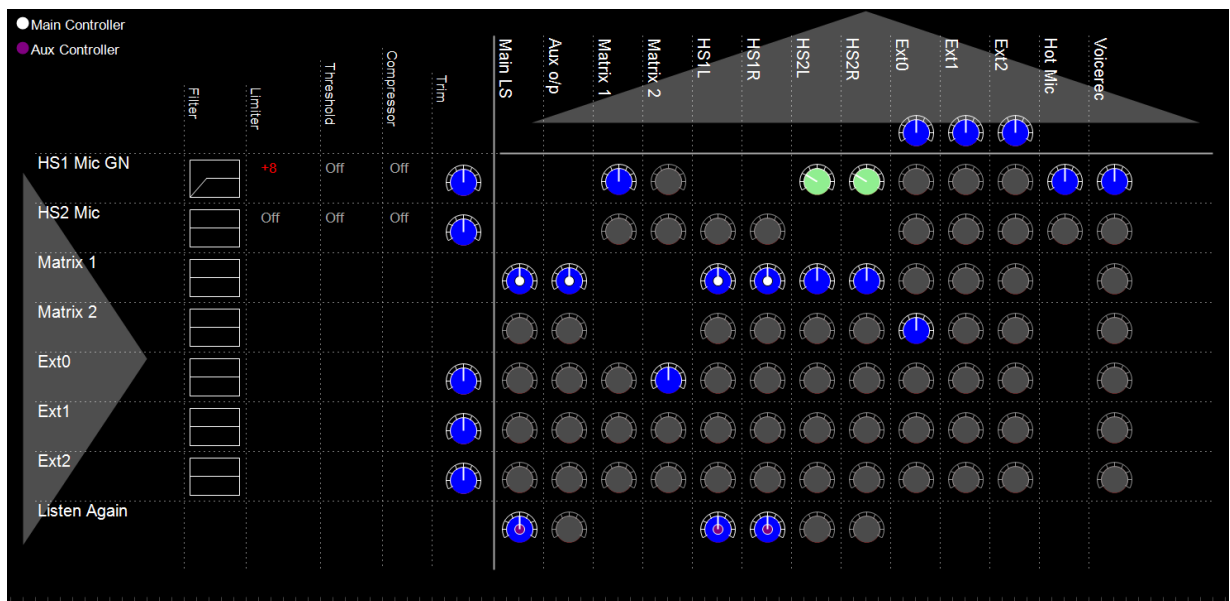 Main Controller
Aux Controller
Filter
Limiter
Threshold
Compressor
Trim
Main LS
Aux o/p
Matrix 1
Matrix 2
HS1L
HS1R
HS2L
HS2R
Ext0
Ext1
Ext2
Hot Mic
Voicerec
HS1 Mic GN +8 Off Off
HS2 Mic Off Off Off
Matrix 1
Matrix 2
Ext0
Ext1
Ext2
Listen Again